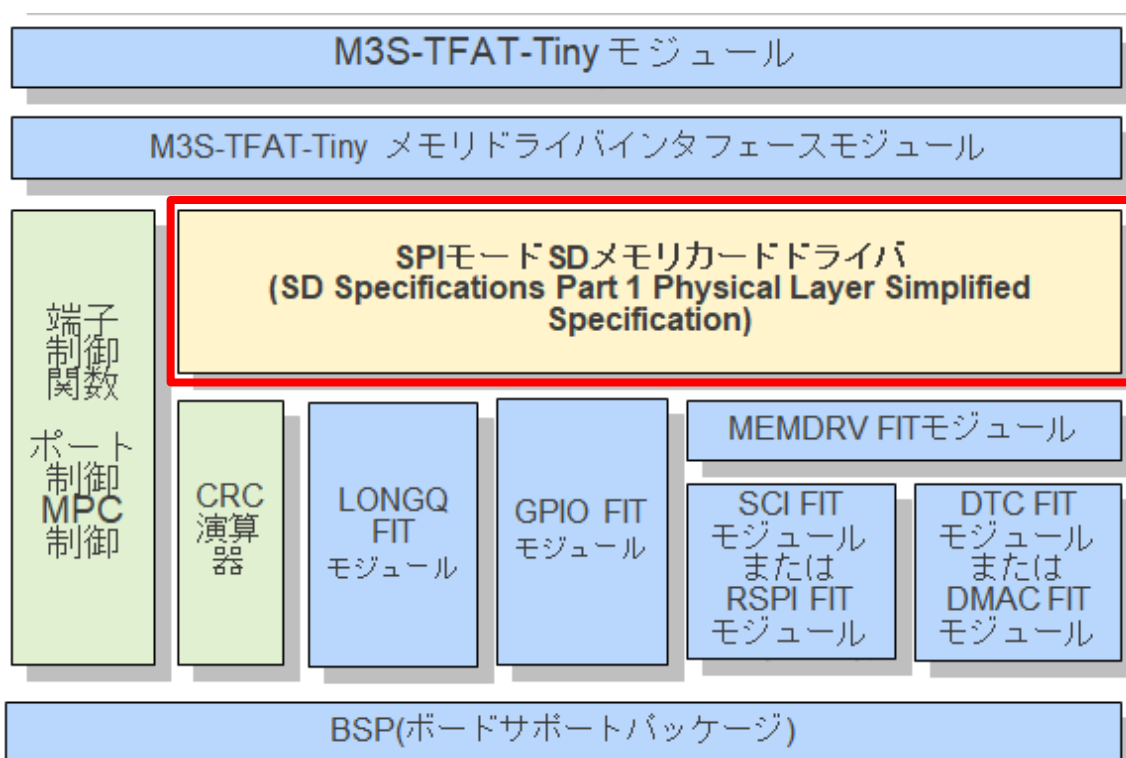 M3S-TFAT-Tiny モジュール
M3S-TFAT-Tiny メモリドライバインタフェースモジュール
SPIモードSDメモリカードドライバ
(SD Specifications Part 1 Physical Layer Simplified
Specification)
端子
制御
関数
ポート
制御
MPC
制御
CRC
演算
器
LONGQ
FIT
モジュール
GPIO FIT
モジュール
MEMDRV FITモジュール
SCI FIT
モジュール
または
RSPI FIT
モジュール
DTC FIT
モジュール
または
DMAC FIT
モジュール
BSP(ボードサポートパッケージ)